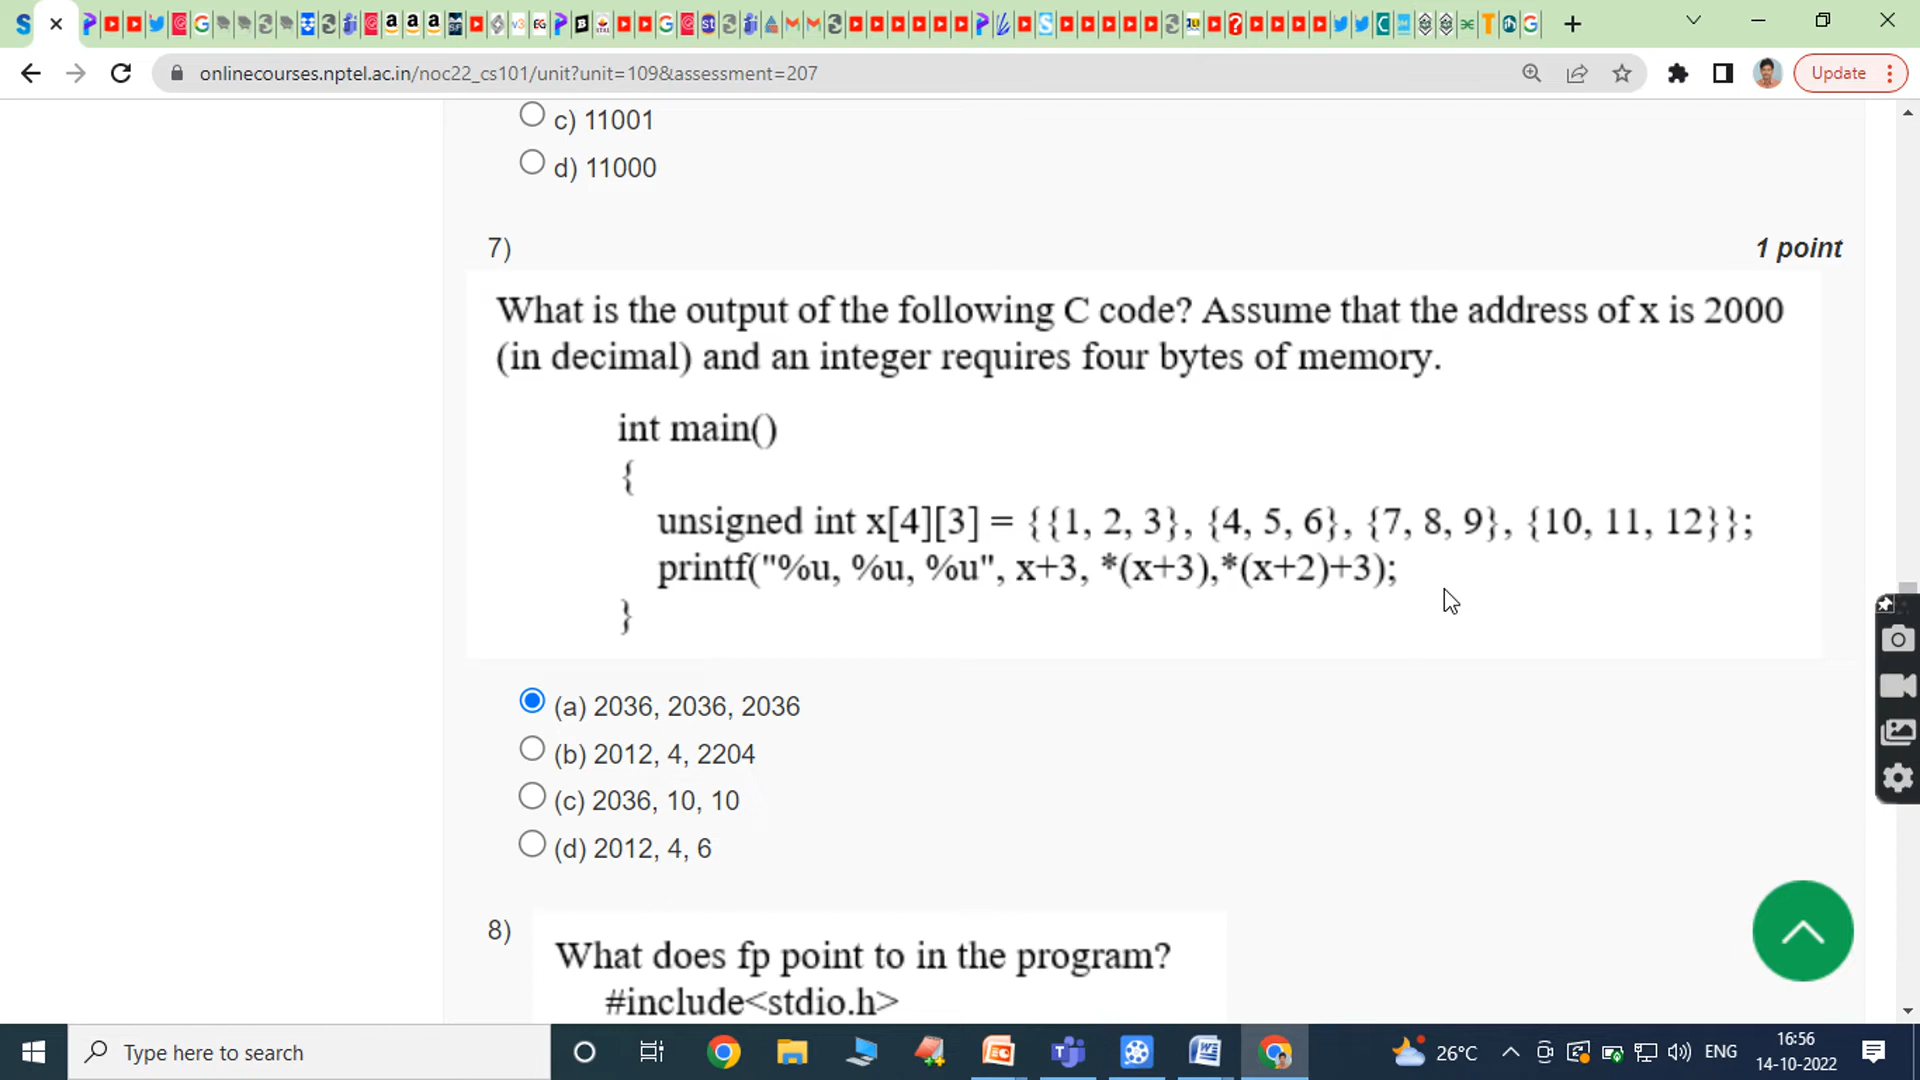 onlinecourses.nptel.ac.in/noc22_cs101/unit?unit=109&assessment=207
Update
c) 11001
d) 11000
7)
1 point
What is the output of the following C code? Assume that the address of x is 2000
(in decimal) and an integer requires four bytes of memory.
int main()
{
unsigned int x[4][3] = {{1, 2, 3}, {4, 5, 6}, {7, 8, 9}, {10, 11, 12}};
printf("%u, %u, %u", x+3, *(x+3),*(x+2)+3);
}
(a) 2036, 2036, 2036
(b) 2012, 4, 2204
(c) 2036, 10, 10
(d) 2012, 4, 6
8)
What does fp point to in the program?
#include<stdio.h>
Type here to search
26°C
ENG
16:56
14-10-2022